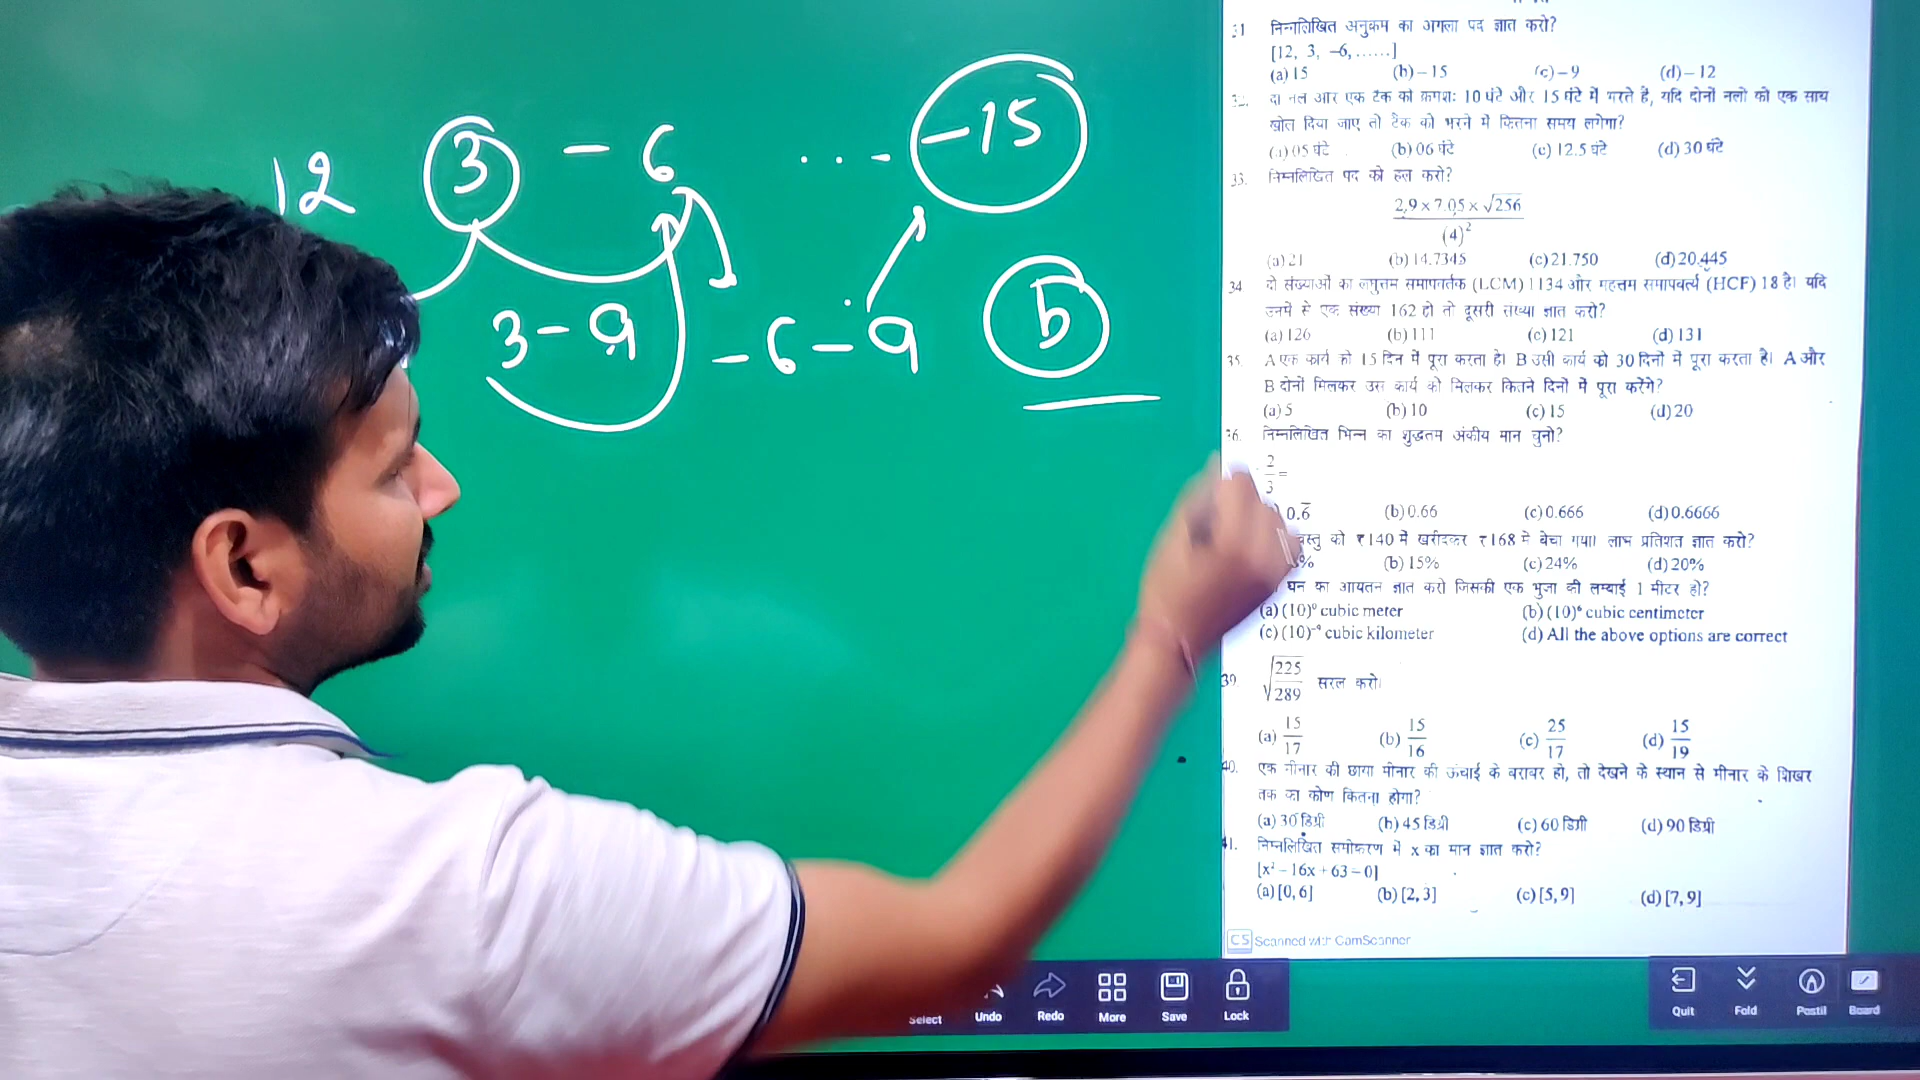 12 3 - 6 ... - -15
3 - 9
- 6 - 9
b
31 निम्नलिखित अनुक्रम का अगला पद ज्ञात करो?
[12, 3, -6, ......]
(a) 15 (b) - 15 (c) - 9 (d) - 12
32. दो नल और एक टैंक को क्रमशः 10 घंटे और 15 घंटे में भरते है, यदि दोनों नलों को एक साथ
खोल दिया जाए तो टैंक को भरने में कितना समय लगेगा?
(a) 05 घंटे (b) 06 घंटे (c) 12.5 घंटे (d) 30 घंटे
33. निम्नलिखित पद को हल करो?
2.9 × 7.05 × √256
(4)²
(a) 21 (b) 14.7345 (c) 21.750 (d) 20.445
34 दो संख्याओं का लघुत्तम समापवर्तक (LCM) 1134 और महत्तम समापवर्त्य (HCF) 18 है। यदि
उनमें से एक संख्या 162 हो तो दूसरी संख्या ज्ञात करो?
(a) 126 (b) 111 (c) 121 (d) 131
35. A एक कार्य को 15 दिन में पूरा करता है। B उसी कार्य को 30 दिनों में पूरा करता है। A और
B दोनों मिलकर उस कार्य को मिलकर कितने दिनों में पूरा करेंगे?
(a) 5 (b) 10 (c) 15 (d) 20
36. निम्नलिखित भिन्न का शुद्धतम अंकीय मान चुनो?
2
3 =
0.6̅ (b) 0.66 (c) 0.666 (d) 0.6666
वस्तु को ₹140 में खरीदकर ₹168 मे बेचा गया। लाभ प्रतिशत ज्ञात करो?
% (b) 15% (c) 24% (d) 20%
घन का आयतन ज्ञात करो जिसकी एक भुजा की लम्बाई 1 मीटर हो?
(a) (10)⁰ cubic meter (b) (10)⁶ cubic centimeter
(c) (10)⁻⁹ cubic kilometer (d) All the above options are correct
39. √225
289 सरल करो।
(a) 15/17 (b) 15/16 (c) 25/17 (d) 15/19
40. एक मीनार की छाया मीनार की ऊंचाई के बराबर हो, तो देखने के स्थान से मीनार के शिखर
तक का कोण कितना होगा?
(a) 30 डिग्री (b) 45 डिग्री (c) 60 डिग्री (d) 90 डिग्री
41. निम्नलिखित समीकरण में x का मान ज्ञात करो?
[x² - 16x + 63 = 0]
(a) [0, 6] (b) [2, 3] (c) [5, 9] (d) [7, 9]
CS Scanned with CamScanner
Select Undo Redo More Save Lock Quit Fold Postil Board